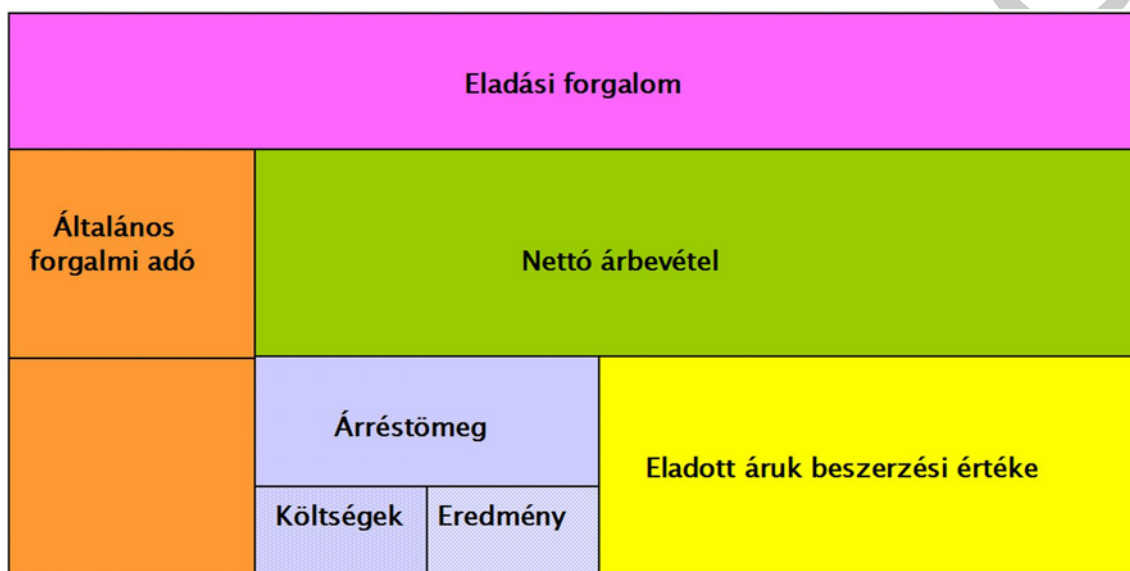 Eladási forgalom
Általános
forgalmi adó
Nettó árbevétel
Árréstömeg
Eladott áruk beszerzési értéke
Költségek
Eredmény